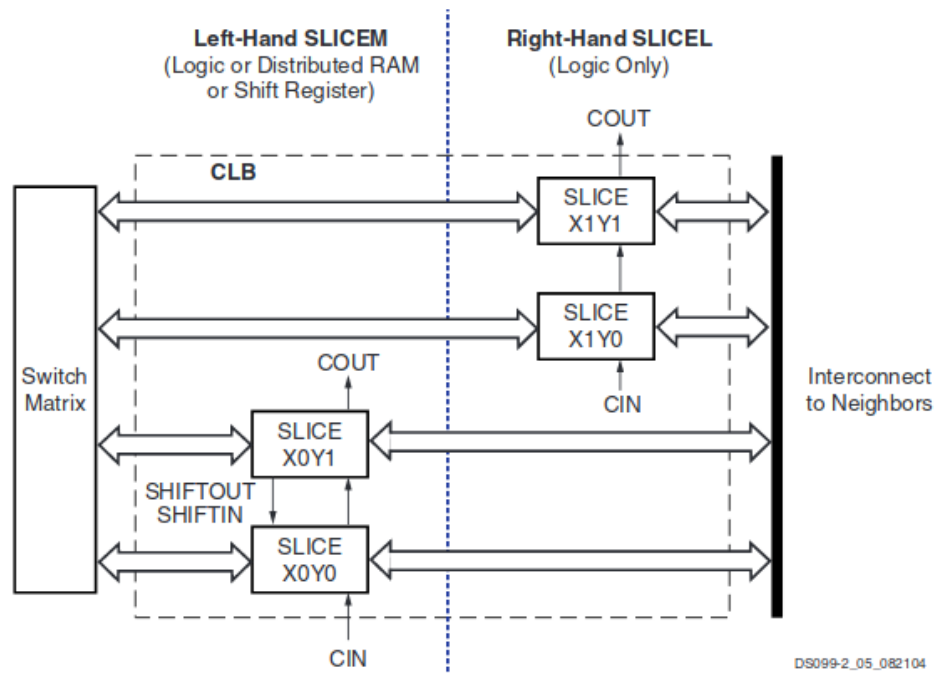 Left-Hand SLICEM
(Logic or Distributed RAM
or Shift Register)
Right-Hand SLICEL
(Logic Only)
COUT
CLB
SLICE
X1Y1
SLICE
X1Y0
COUT
CIN
Switch
Matrix
Interconnect
to Neighbors
SLICE
X0Y1
SHIFTOUT
SHIFTIN
SLICE
X0Y0
CIN
DS099-2_05_082104